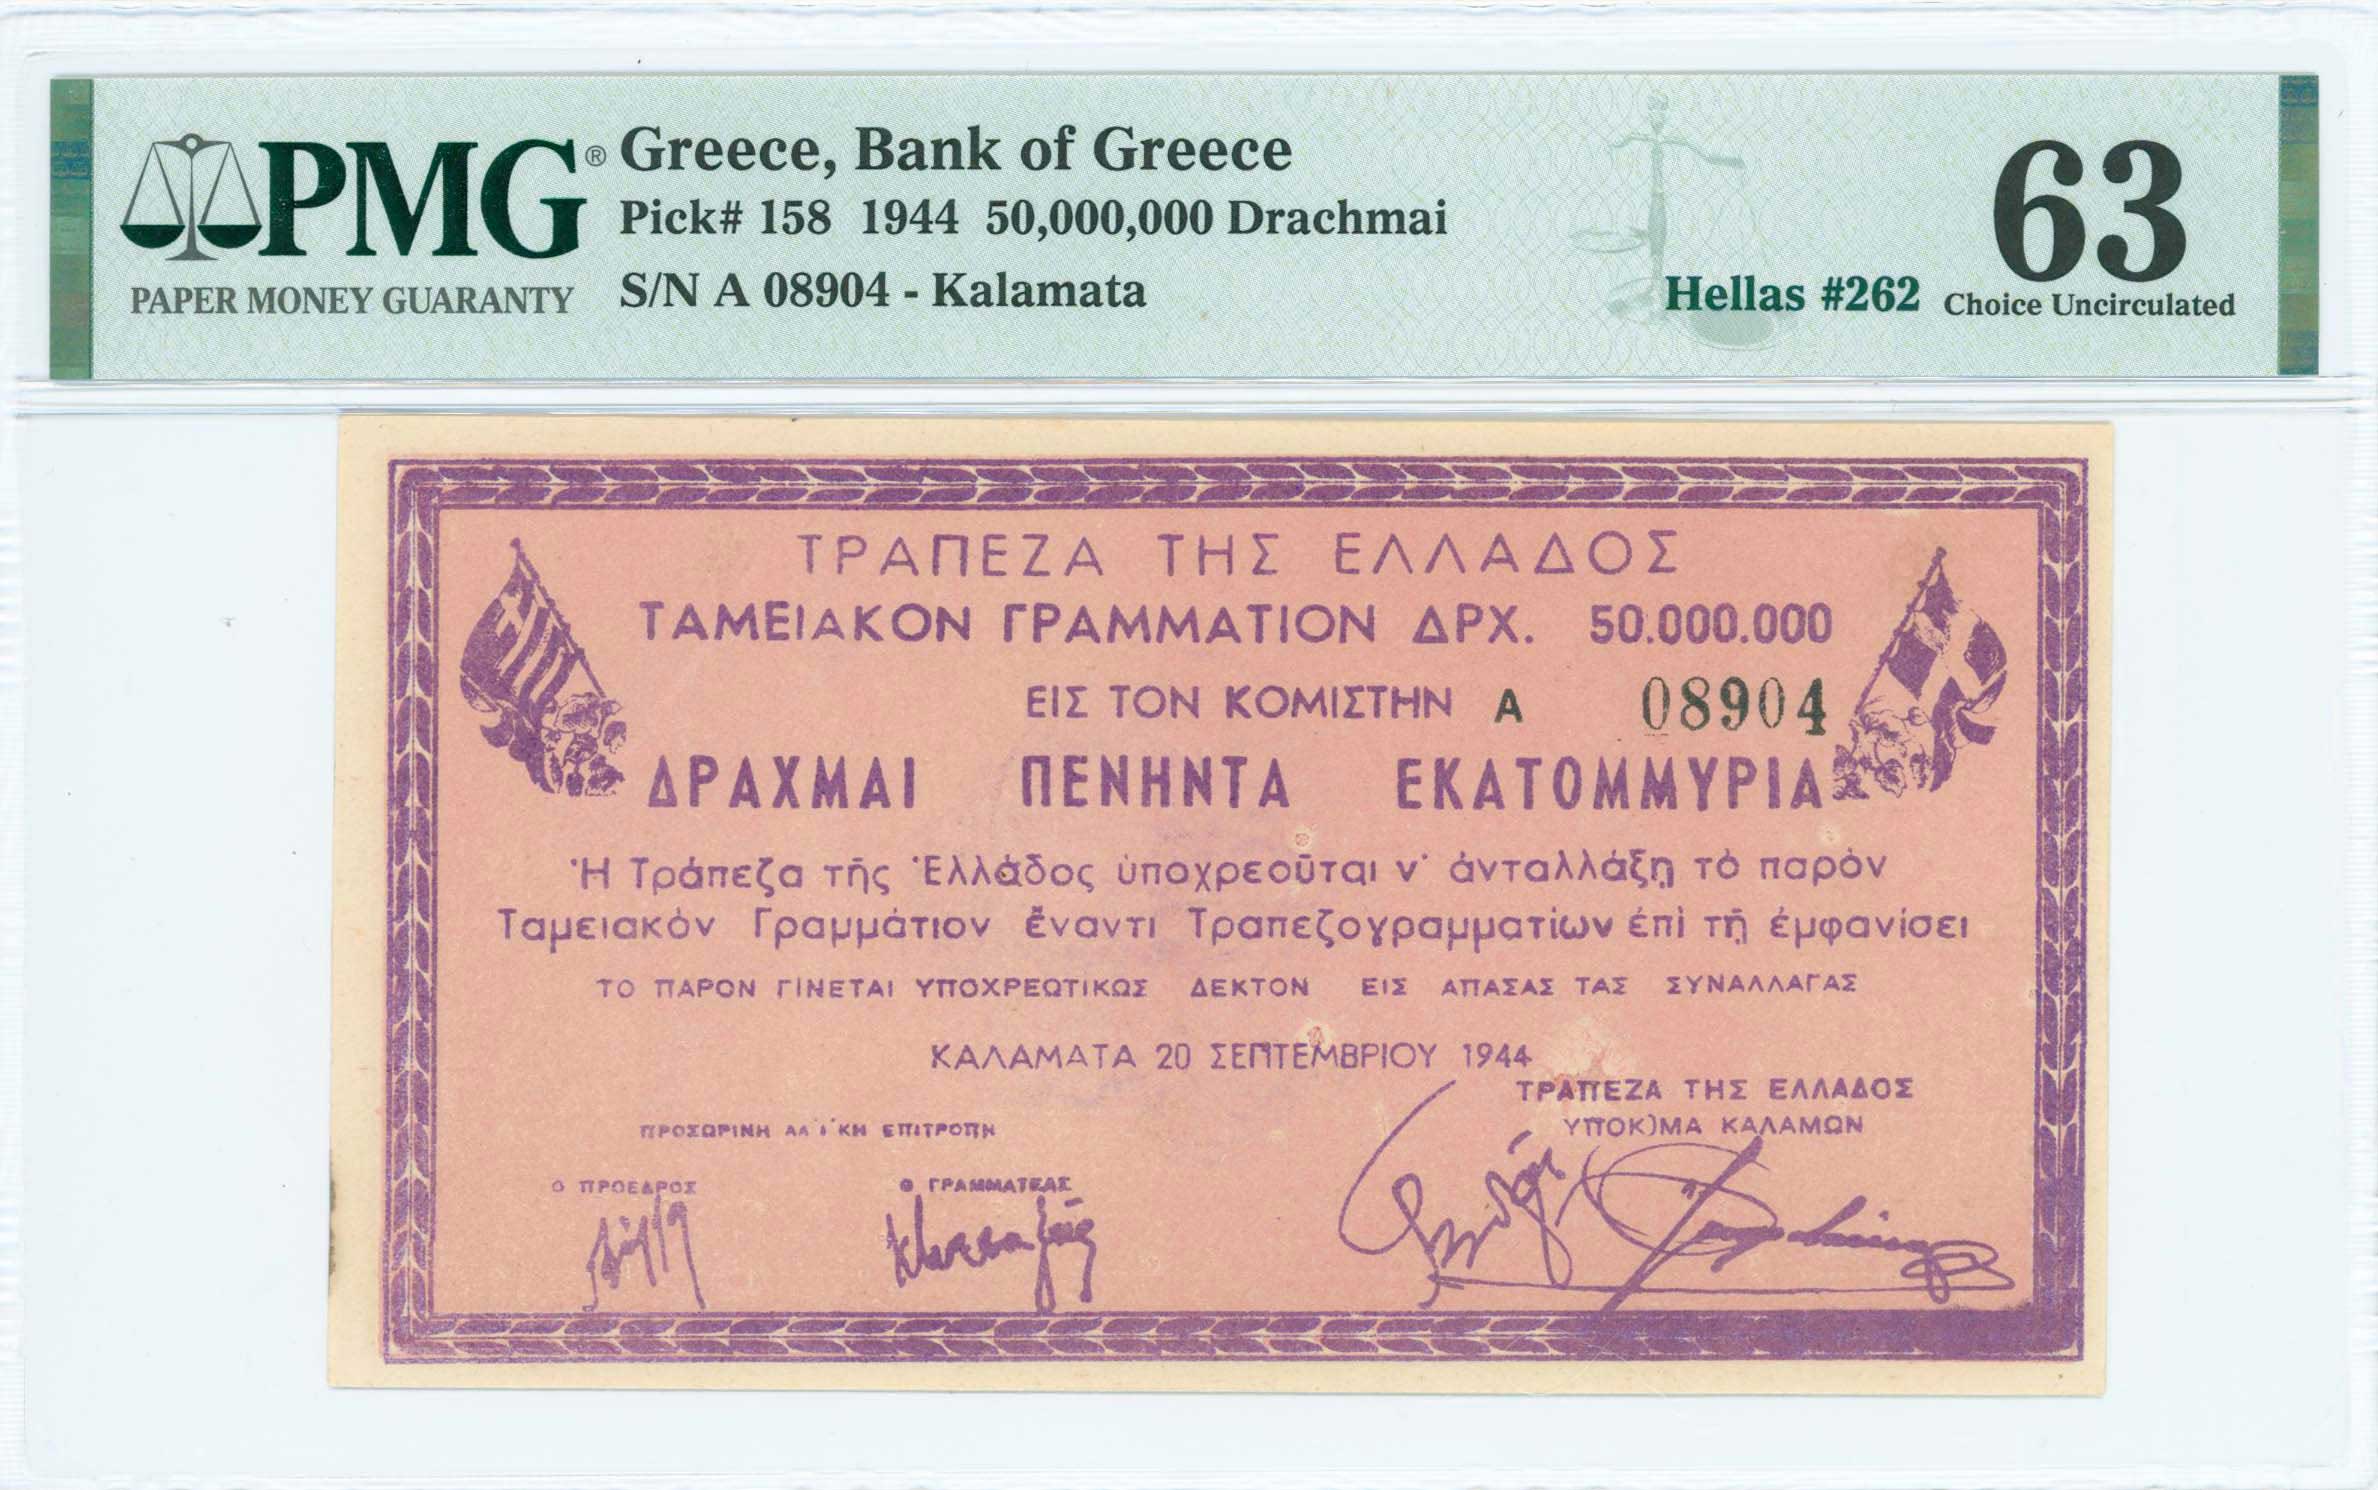 PMG®
PAPER MONEY GUARANTY
Greece, Bank of Greece
Pick# 158 1944 50,000,000 Drachmai
S/N A 08904 - Kalamata
Hellas #262
63
Choice Uncirculated
ΤΡΑΠΕΖΑ ΤΗΣ ΕΛΛΑΔΟΣ
ΤΑΜΕΙΑΚΟΝ ΓΡΑΜΜΑΤΙΟΝ ΔΡΧ. 50.000.000
ΕΙΣ ΤΟΝ ΚΟΜΙΣΤΗΝ Α 08904
ΔΡΑΧΜΑΙ ΠΕΝΗΝΤΑ ΕΚΑΤΟΜΜΥΡΙΑ
Ἡ Τράπεζα τῆς Ἑλλάδος ὑποχρεοῦται ν' ἀνταλλάξῃ τὸ παρὸν
Ταμειακὸν Γραμμάτιον ἔναντι Τραπεζογραμματίων ἐπὶ τῇ ἐμφανίσει
ΤΟ ΠΑΡΟΝ ΓΙΝΕΤΑΙ ΥΠΟΧΡΕΩΤΙΚΩΣ ΔΕΚΤΟΝ ΕΙΣ ΑΠΑΣΑΣ ΤΑΣ ΣΥΝΑΛΛΑΓΑΣ
ΚΑΛΑΜΑΤΑ 20 ΣΕΠΤΕΜΒΡΙΟΥ 1944
ΤΡΑΠΕΖΑ ΤΗΣ ΕΛΛΑΔΟΣ
ΥΠΟΚ)ΜΑ ΚΑΛΑΜΩΝ
ΠΡΟΣΩΡΙΝΗ ΕΠΙΤΡΟΠΗ
Ο ΠΡΟΕΔΡΟΣ
Ο ΓΡΑΜΜΑΤΕΑΣ